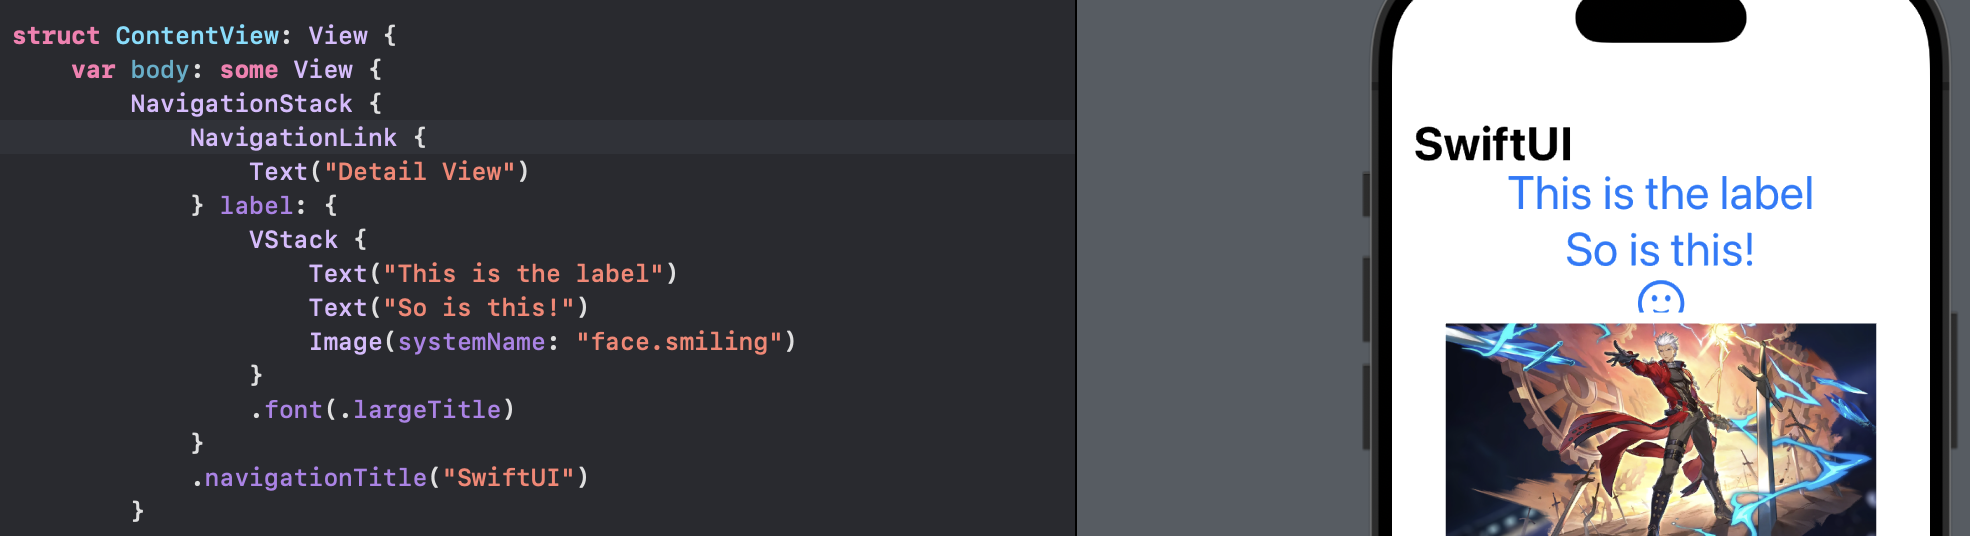 struct ContentView: View {
var body: some View {
NavigationStack {
NavigationLink {
Text("Detail View")
} label: {
VStack {
Text("This is the label")
Text("So is this!")
Image(systemName: "face.smiling")
}
.font(.largeTitle)
}
.navigationTitle("SwiftUI")
}
SwiftUI
This is the label
So is this!